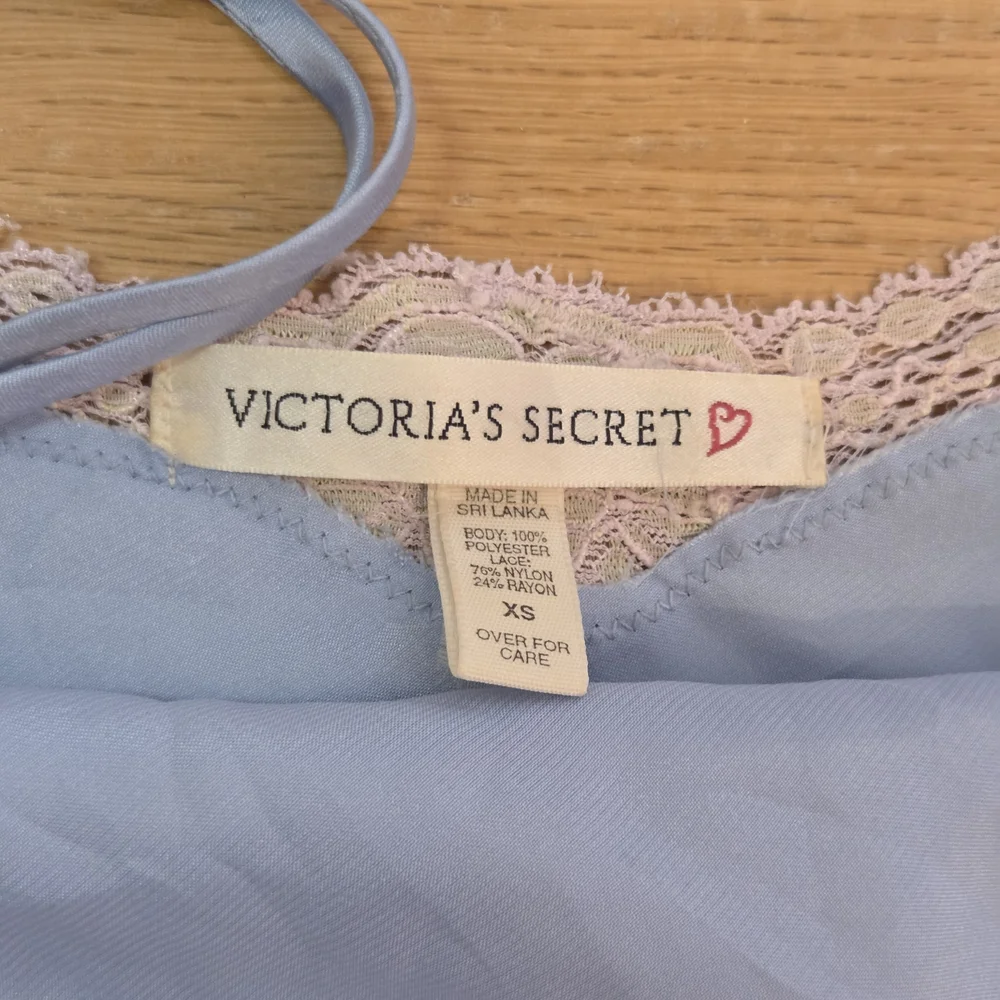 VICTORIA'S SECRET
MADE IN
SRI LANKA
BODY: 100%
POLYESTER
LACE:
76% NYLON
24% RAYON
XS
OVER FOR
CARE